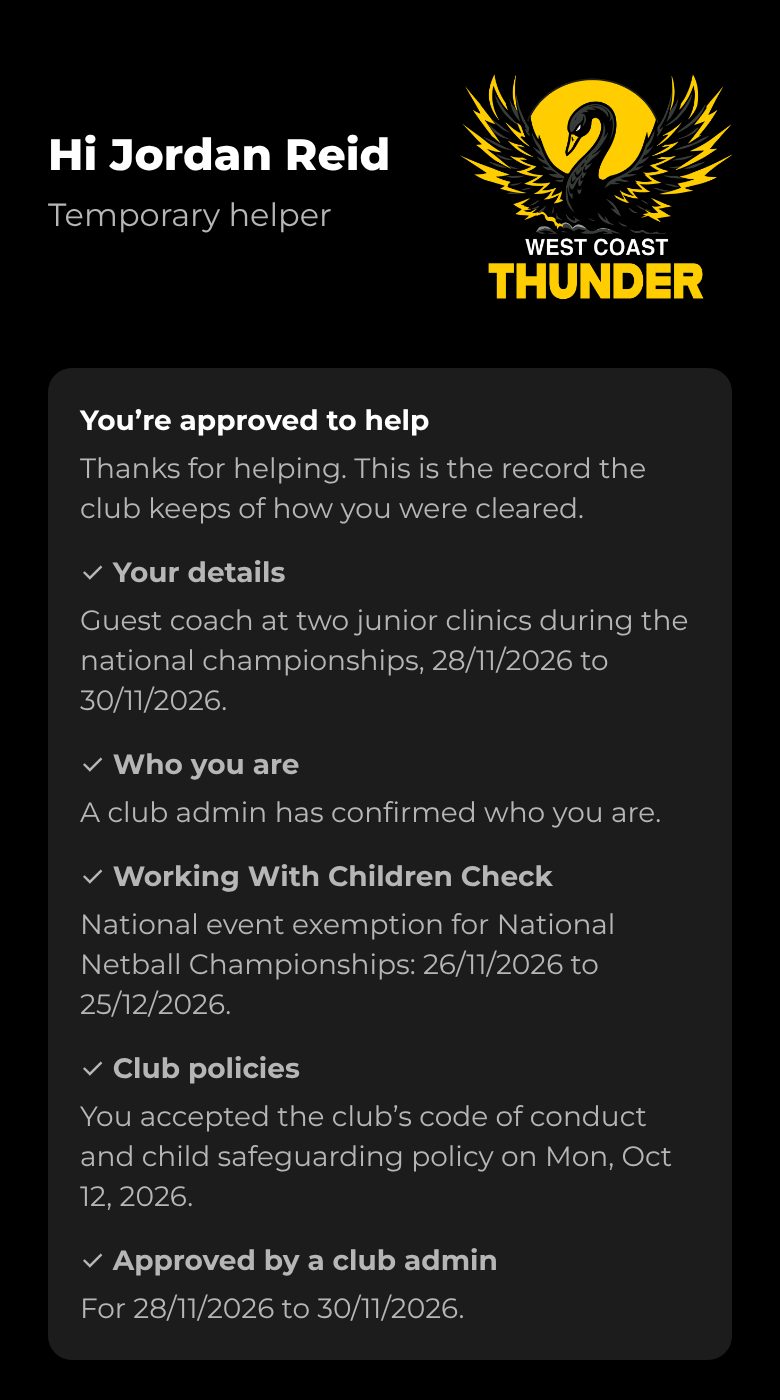 Hi Jordan Reid
Temporary helper
WEST COAST
THUNDER
You’re approved to help
Thanks for helping. This is the record the
club keeps of how you were cleared.
✓ Your details
Guest coach at two junior clinics during the
national championships, 28/11/2026 to
30/11/2026.
✓ Who you are
A club admin has confirmed who you are.
✓ Working With Children Check
National event exemption for National
Netball Championships: 26/11/2026 to
25/12/2026.
✓ Club policies
You accepted the club’s code of conduct
and child safeguarding policy on Mon, Oct
12, 2026.
✓ Approved by a club admin
For 28/11/2026 to 30/11/2026.